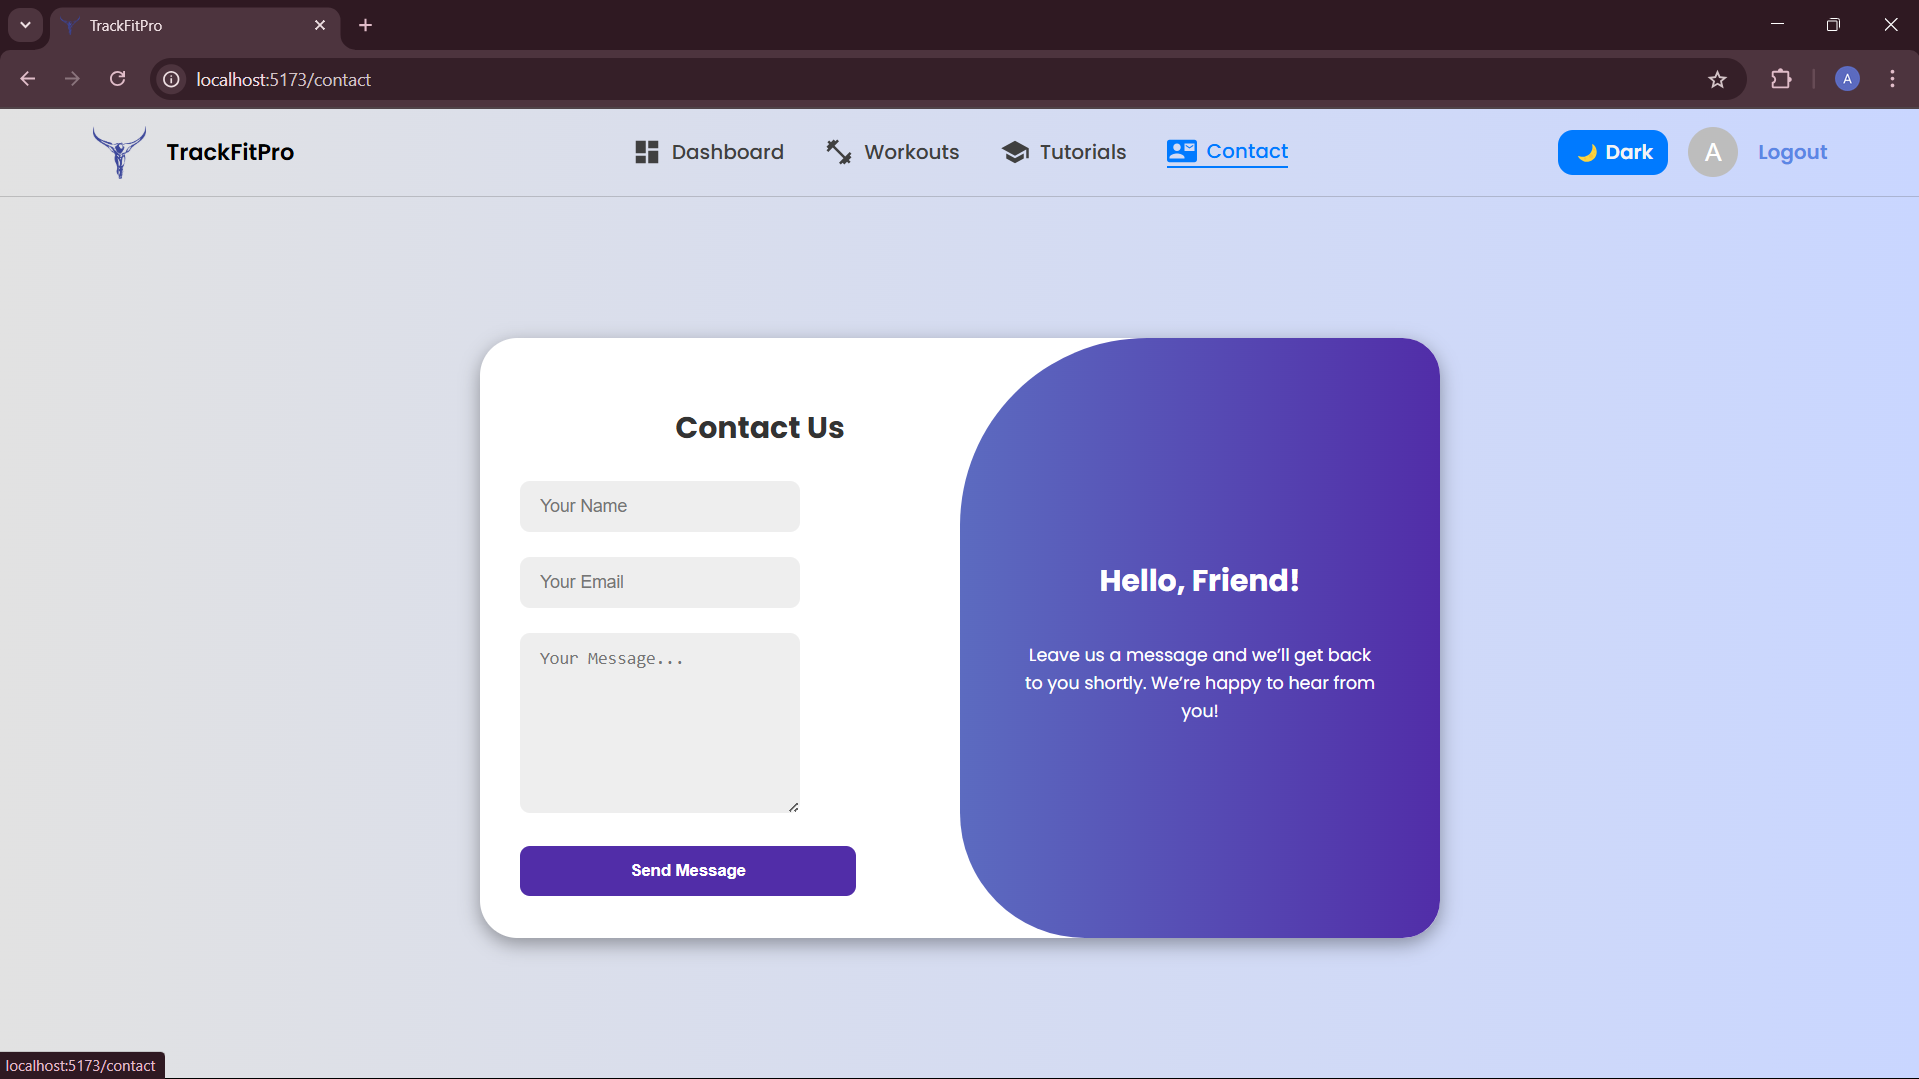 TrackFitPro
localhost:5173/contact
TrackFitPro
Dashboard
Workouts
Tutorials
Contact
🌙 Dark
A
Logout
A
Contact Us
Your Name
Your Email
Your Message...
Send Message
Hello, Friend!
Leave us a message and we’ll get back
to you shortly. We’re happy to hear from
you!
localhost:5173/contact